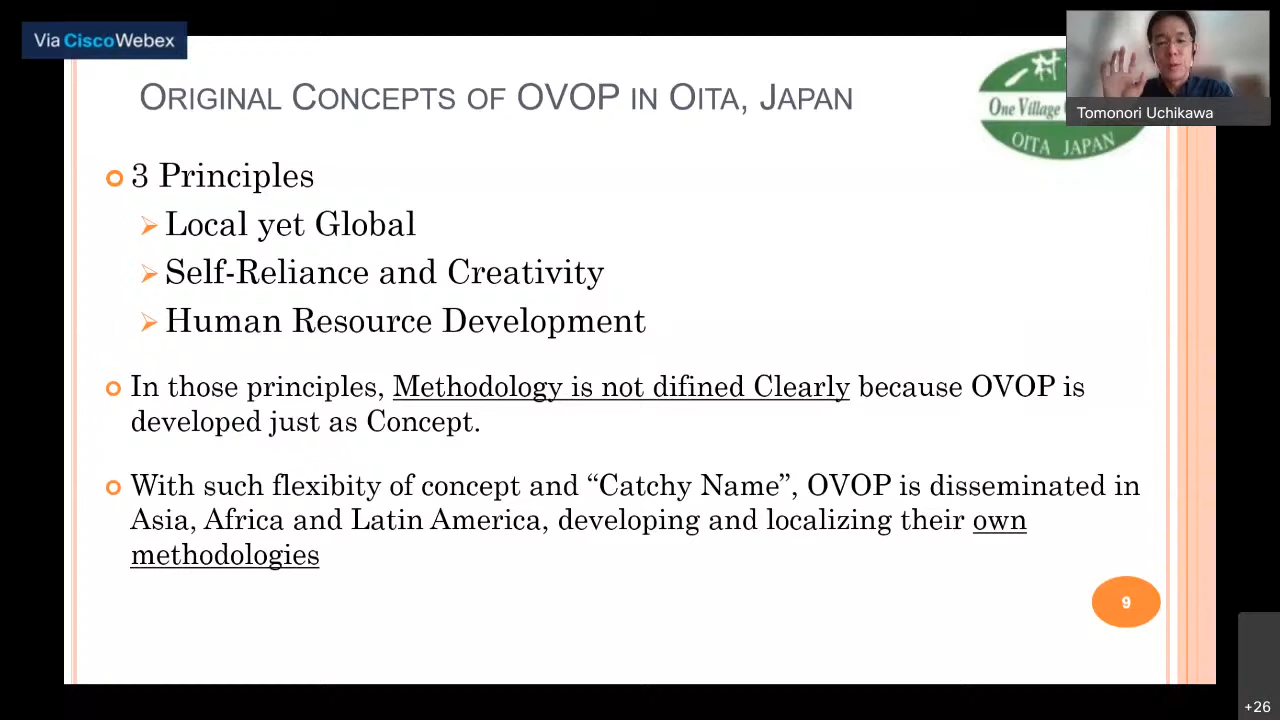 Via CiscoWebex
ORIGINAL CONCEPTS OF OVOP IN OITA, JAPAN
一村
One Village
OITA JAPAN
Tomonori Uchikawa
3 Principles
Local yet Global
Self-Reliance and Creativity
Human Resource Development
In those principles, Methodology is not difined Clearly because OVOP is
developed just as Concept.
With such flexibity of concept and “Catchy Name”, OVOP is disseminated in
Asia, Africa and Latin America, developing and localizing their own
methodologies
9
+26